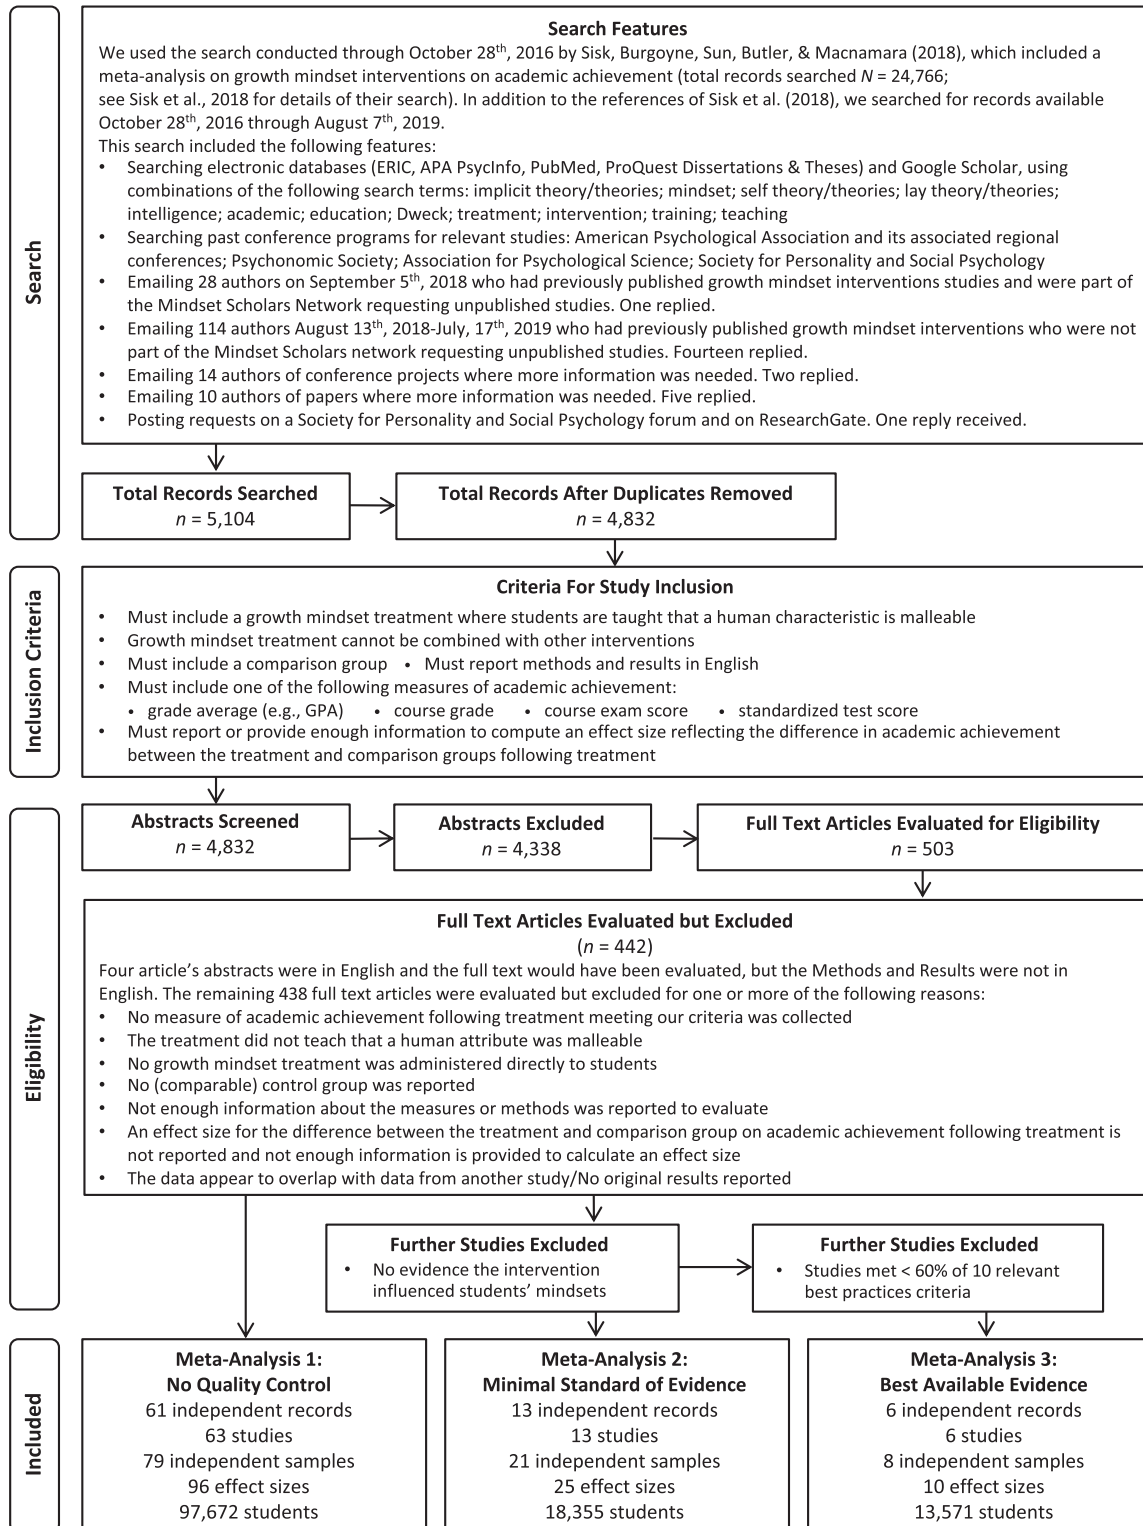 Search
Search Features
We used the search conducted through October 28th, 2016 by Sisk, Burgoyne, Sun, Butler, & Macnamara (2018), which included a
meta-analysis on growth mindset interventions on academic achievement (total records searched N = 24,766;
see Sisk et al., 2018 for details of their search). In addition to the references of Sisk et al. (2018), we searched for records available
October 28th, 2016 through August 7th, 2019.
This search included the following features:
• Searching electronic databases (ERIC, APA PsycInfo, PubMed, ProQuest Dissertations & Theses) and Google Scholar, using
combinations of the following search terms: implicit theory/theories; mindset; self theory/theories; lay theory/theories;
intelligence; academic; education; Dweck; treatment; intervention; training; teaching
• Searching past conference programs for relevant studies: American Psychological Association and its associated regional
conferences; Psychonomic Society; Association for Psychological Science; Society for Personality and Social Psychology
• Emailing 28 authors on September 5th, 2018 who had previously published growth mindset interventions studies and were part of
the Mindset Scholars Network requesting unpublished studies. One replied.
• Emailing 114 authors August 13th, 2018-July, 17th, 2019 who had previously published growth mindset interventions who were not
part of the Mindset Scholars network requesting unpublished studies. Fourteen replied.
• Emailing 14 authors of conference projects where more information was needed. Two replied.
• Emailing 10 authors of papers where more information was needed. Five replied.
• Posting requests on a Society for Personality and Social Psychology forum and on ResearchGate. One reply received.
Total Records Searched
n = 5,104
Total Records After Duplicates Removed
n = 4,832
Inclusion Criteria
Criteria For Study Inclusion
• Must include a growth mindset treatment where students are taught that a human characteristic is malleable
• Growth mindset treatment cannot be combined with other interventions
• Must include a comparison group • Must report methods and results in English
• Must include one of the following measures of academic achievement:
• grade average (e.g., GPA) • course grade • course exam score • standardized test score
• Must report or provide enough information to compute an effect size reflecting the difference in academic achievement
between the treatment and comparison groups following treatment
Eligibility
Abstracts Screened
n = 4,832
Abstracts Excluded
n = 4,338
Full Text Articles Evaluated for Eligibility
n = 503
Full Text Articles Evaluated but Excluded
(n = 442)
Four article's abstracts were in English and the full text would have been evaluated, but the Methods and Results were not in
English. The remaining 438 full text articles were evaluated but excluded for one or more of the following reasons:
• No measure of academic achievement following treatment meeting our criteria was collected
• The treatment did not teach that a human attribute was malleable
• No growth mindset treatment was administered directly to students
• No (comparable) control group was reported
• Not enough information about the measures or methods was reported to evaluate
• An effect size for the difference between the treatment and comparison group on academic achievement following treatment is
not reported and not enough information is provided to calculate an effect size
• The data appear to overlap with data from another study/No original results reported
Further Studies Excluded
• No evidence the intervention
influenced students' mindsets
Further Studies Excluded
• Studies met < 60% of 10 relevant
best practices criteria
Included
Meta-Analysis 1:
No Quality Control
61 independent records
63 studies
79 independent samples
96 effect sizes
97,672 students
Meta-Analysis 2:
Minimal Standard of Evidence
13 independent records
13 studies
21 independent samples
25 effect sizes
18,355 students
Meta-Analysis 3:
Best Available Evidence
6 independent records
6 studies
8 independent samples
10 effect sizes
13,571 students